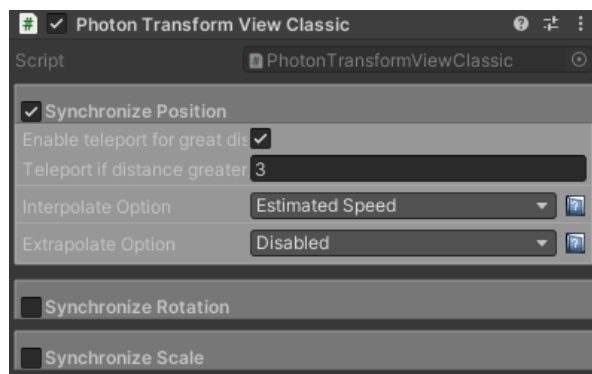 Photon Transform View Classic
Script PhotonTransformViewClassic
Synchronize Position
Enable teleport for great dis
Teleport if distance greater 3
Interpolate Option Estimated Speed
Extrapolate Option Disabled
Synchronize Rotation
Synchronize Scale